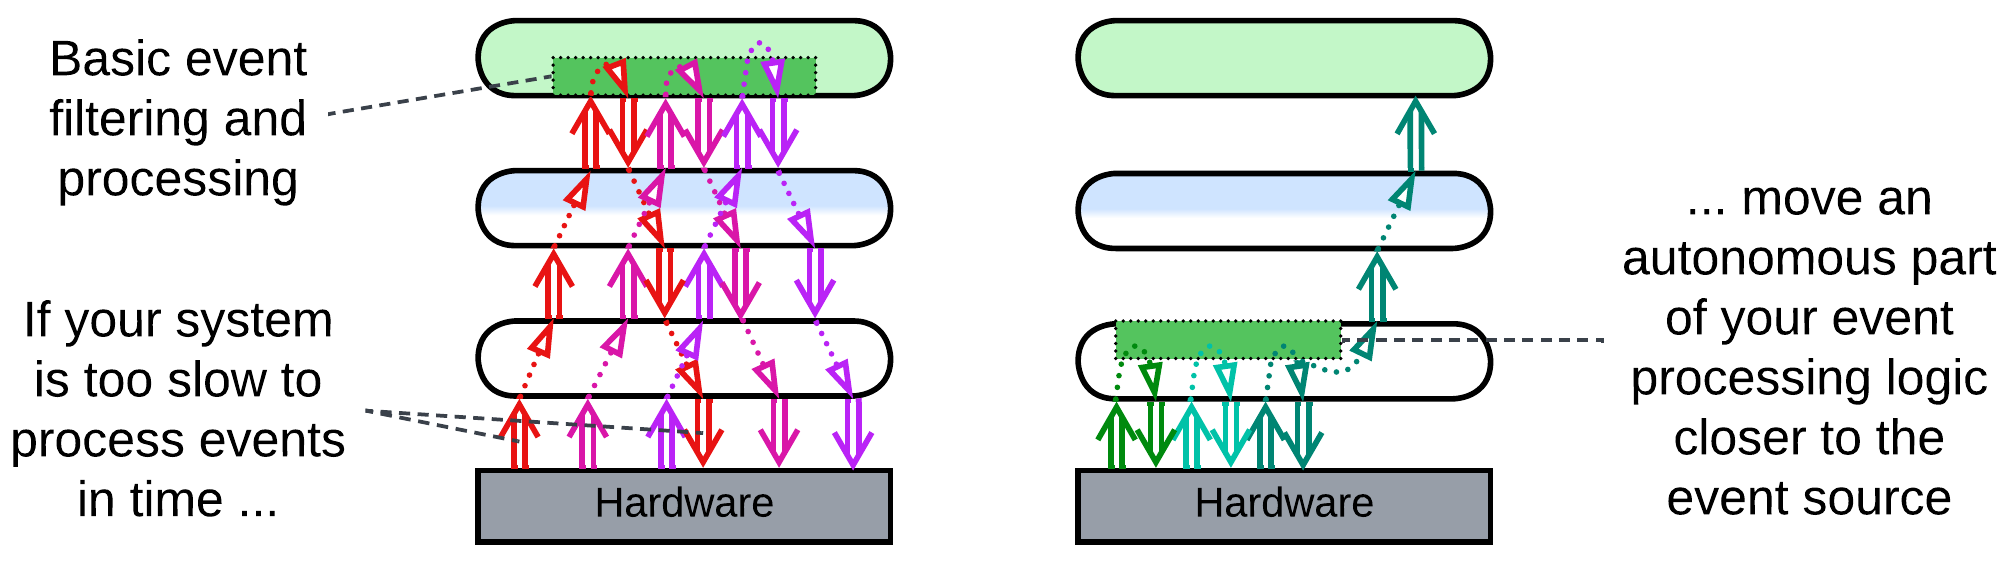 Basic event
filtering and
processing
If your system
is too slow to
process events
in time ...
Hardware
Hardware
... move an
autonomous part
of your event
processing logic
closer to the
event source